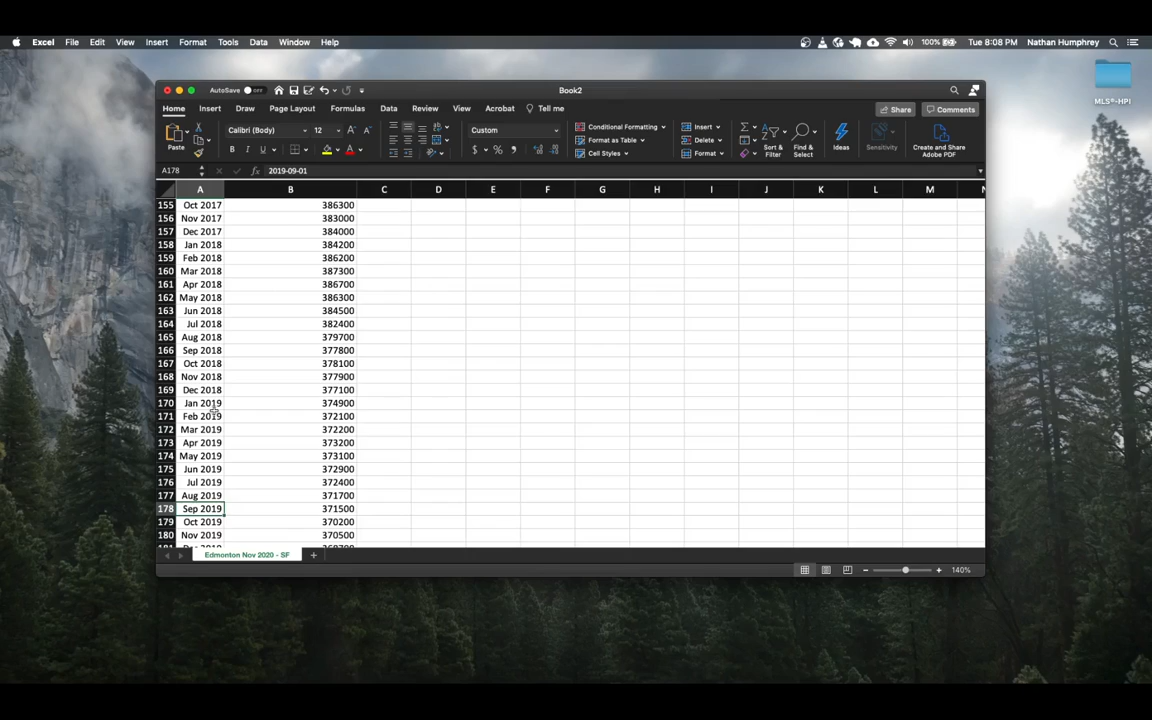 Excel File Edit View Insert Format Tools Data Window Help 100% Tue 8:08 PM Nathan Humphrey
MLS®-HPI
AutoSave OFF Book2
Home Insert Draw Page Layout Formulas Data Review View Acrobat Tell me Share Comments
Paste Calibri (Body) 12 Custom Conditional Formatting Insert
B I U A $ % Format as Table Delete
Cell Styles Format
Sort & Filter Find & Select Ideas Sensitivity Create and Share Adobe PDF
A178 fx 2019-09-01
A B C D E F G H I J K L M N
155 Oct 2017 386300
156 Nov 2017 383000
157 Dec 2017 384000
158 Jan 2018 384200
159 Feb 2018 386200
160 Mar 2018 387300
161 Apr 2018 386700
162 May 2018 386300
163 Jun 2018 384500
164 Jul 2018 382400
165 Aug 2018 379700
166 Sep 2018 377800
167 Oct 2018 378100
168 Nov 2018 377900
169 Dec 2018 377100
170 Jan 2019 374900
171 Feb 2019 372100
172 Mar 2019 372200
173 Apr 2019 373200
174 May 2019 373100
175 Jun 2019 372900
176 Jul 2019 372400
177 Aug 2019 371700
178 Sep 2019 371500
179 Oct 2019 370200
180 Nov 2019 370500
Edmonton Nov 2020 - SF
140%